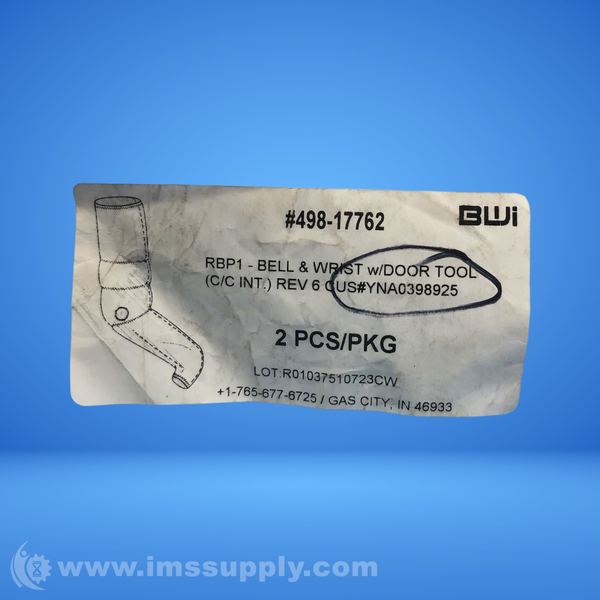 #498-17762
BWi
RBP1 - BELL & WRIST w/DOOR TOOL
(C/C INT.) REV 6 CUS#YNA0398925
2 PCS/PKG
LOT:R01037510723CW
+1-765-677-6725 / GAS CITY, IN 46933
www.imssupply.com